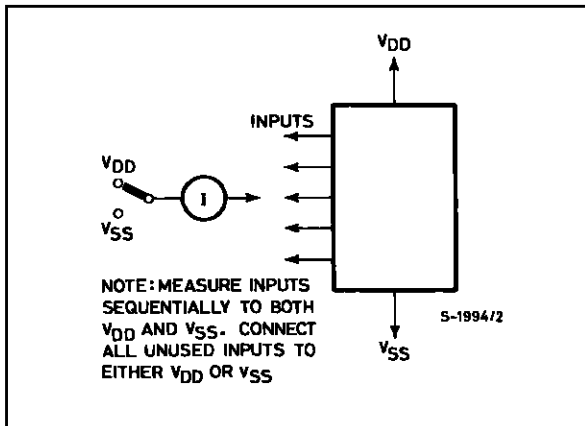 VDD
INPUTS
VDD
I
VSS
S-1994/2
NOTE: MEASURE INPUTS
SEQUENTIALLY TO BOTH
VDD AND VSS. CONNECT
ALL UNUSED INPUTS TO
EITHER VDD OR VSS
VSS